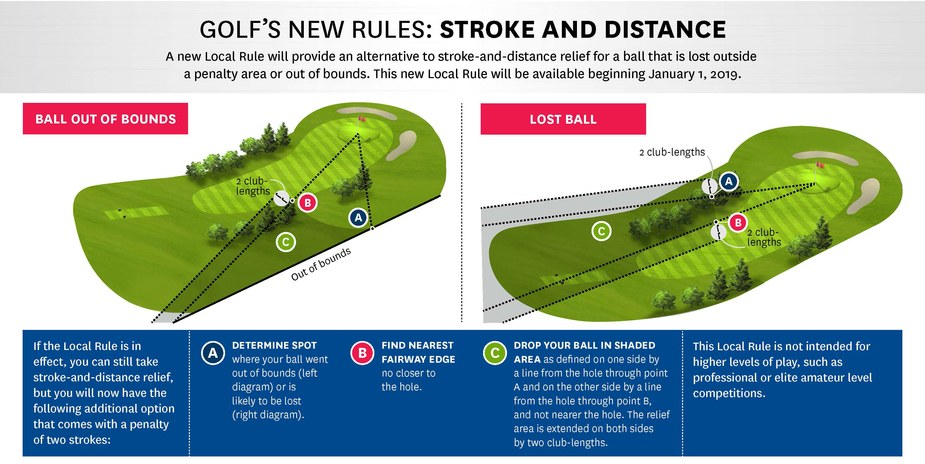 GOLF'S NEW RULES: STROKE AND DISTANCE
A new Local Rule will provide an alternative to stroke-and-distance relief for a ball that is lost outside
a penalty area or out of bounds. This new Local Rule will be available beginning January 1, 2019.
BALL OUT OF BOUNDS
2 club-
lengths
B
A
C
Out of bounds
LOST BALL
2 club-lengths
A
B
C
2 club-
lengths
If the Local Rule is in
effect, you can still take
stroke-and-distance relief,
but you will now have the
following additional option
that comes with a penalty
of two strokes:
A
DETERMINE SPOT
where your ball went
out of bounds (left
diagram) or is
likely to be lost
(right diagram).
B
FIND NEAREST
FAIRWAY EDGE
no closer to
the hole.
C
DROP YOUR BALL IN SHADED
AREA as defined on one side by
a line from the hole through point
A and on the other side by a line
from the hole through point B,
and not nearer the hole. The relief
area is extended on both sides
by two club-lengths.
This Local Rule is not intended for
higher levels of play, such as
professional or elite amateur level
competitions.